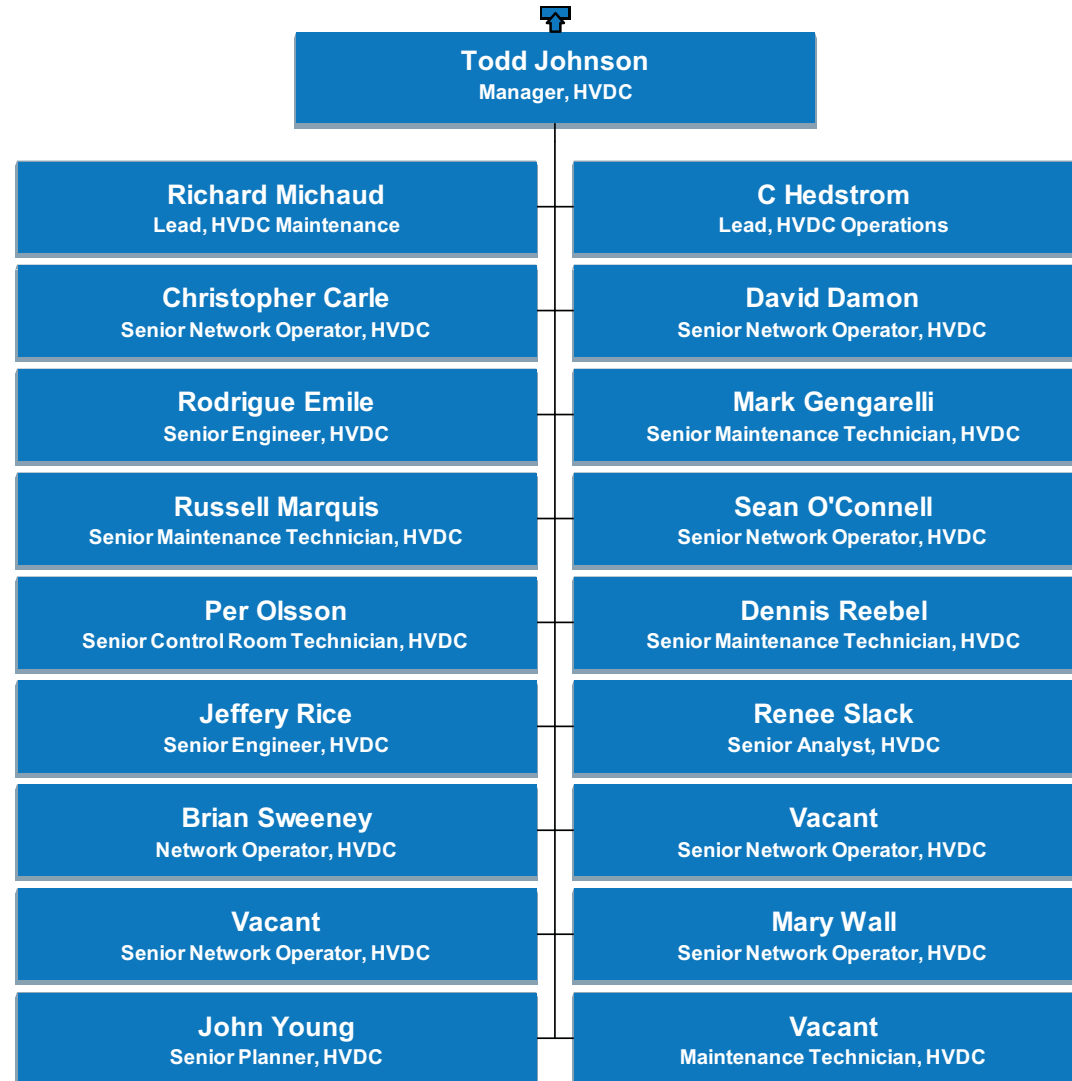 Todd Johnson
Manager, HVDC
Richard Michaud
Lead, HVDC Maintenance
C Hedstrom
Lead, HVDC Operations
Christopher Carle
Senior Network Operator, HVDC
David Damon
Senior Network Operator, HVDC
Rodrigue Emile
Senior Engineer, HVDC
Mark Gengarelli
Senior Maintenance Technician, HVDC
Russell Marquis
Senior Maintenance Technician, HVDC
Sean O'Connell
Senior Network Operator, HVDC
Per Olsson
Senior Control Room Technician, HVDC
Dennis Reebel
Senior Maintenance Technician, HVDC
Jeffery Rice
Senior Engineer, HVDC
Renee Slack
Senior Analyst, HVDC
Brian Sweeney
Network Operator, HVDC
Vacant
Senior Network Operator, HVDC
Vacant
Senior Network Operator, HVDC
Mary Wall
Senior Network Operator, HVDC
John Young
Senior Planner, HVDC
Vacant
Maintenance Technician, HVDC